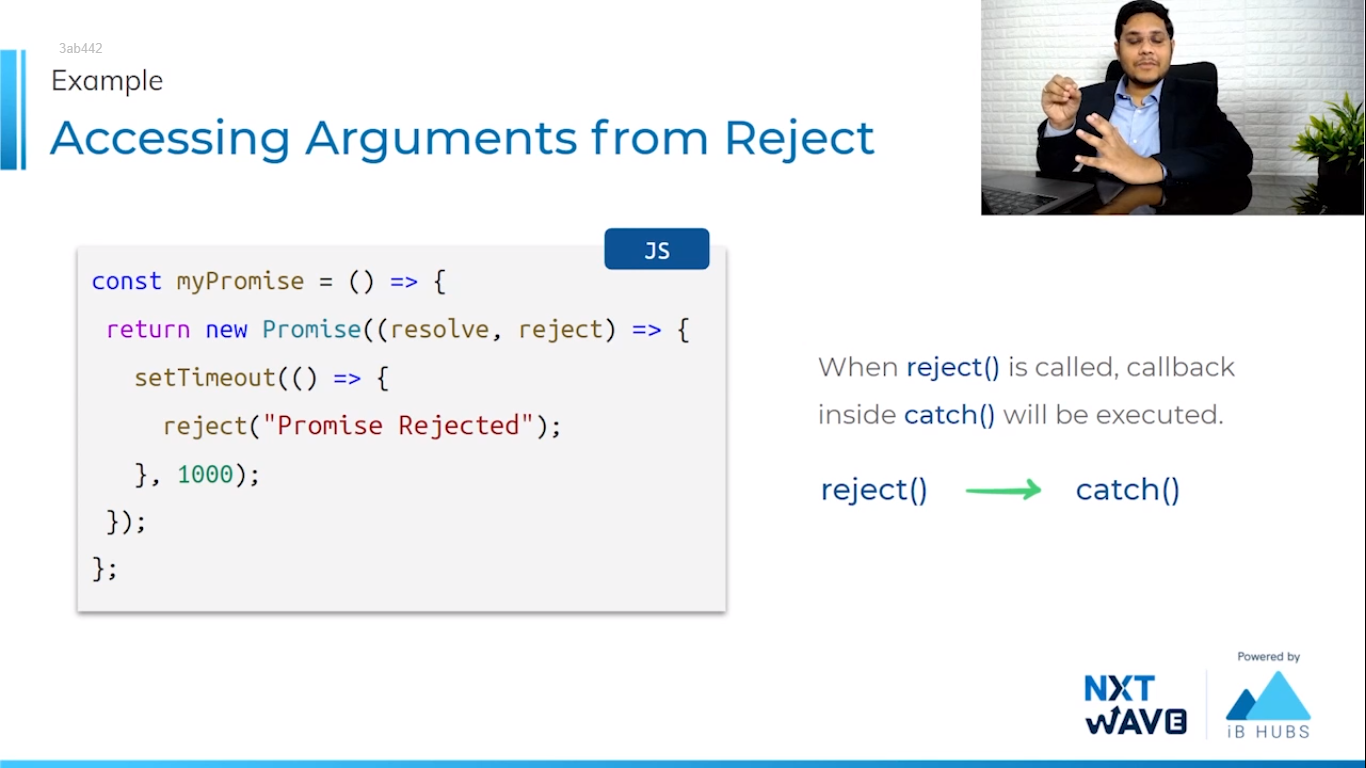 3ab442
Example
Accessing Arguments from Reject
JS
const myPromise = () => {
return new Promise((resolve, reject) => {
setTimeout(() => {
reject("Promise Rejected");
}, 1000);
});
};
When reject() is called, callback
inside catch() will be executed.
reject() → catch()
Powered by
NXT
WAVE
iB HUBS